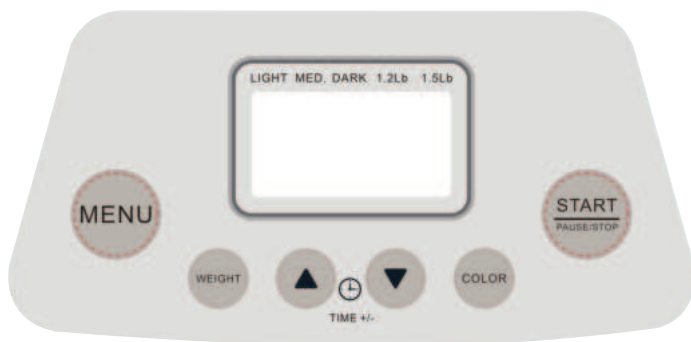 LIGHT MED. DARK 1.2Lb 1.5Lb
MENU
START
PAUSE/STOP
WEIGHT
COLOR
TIME +/-